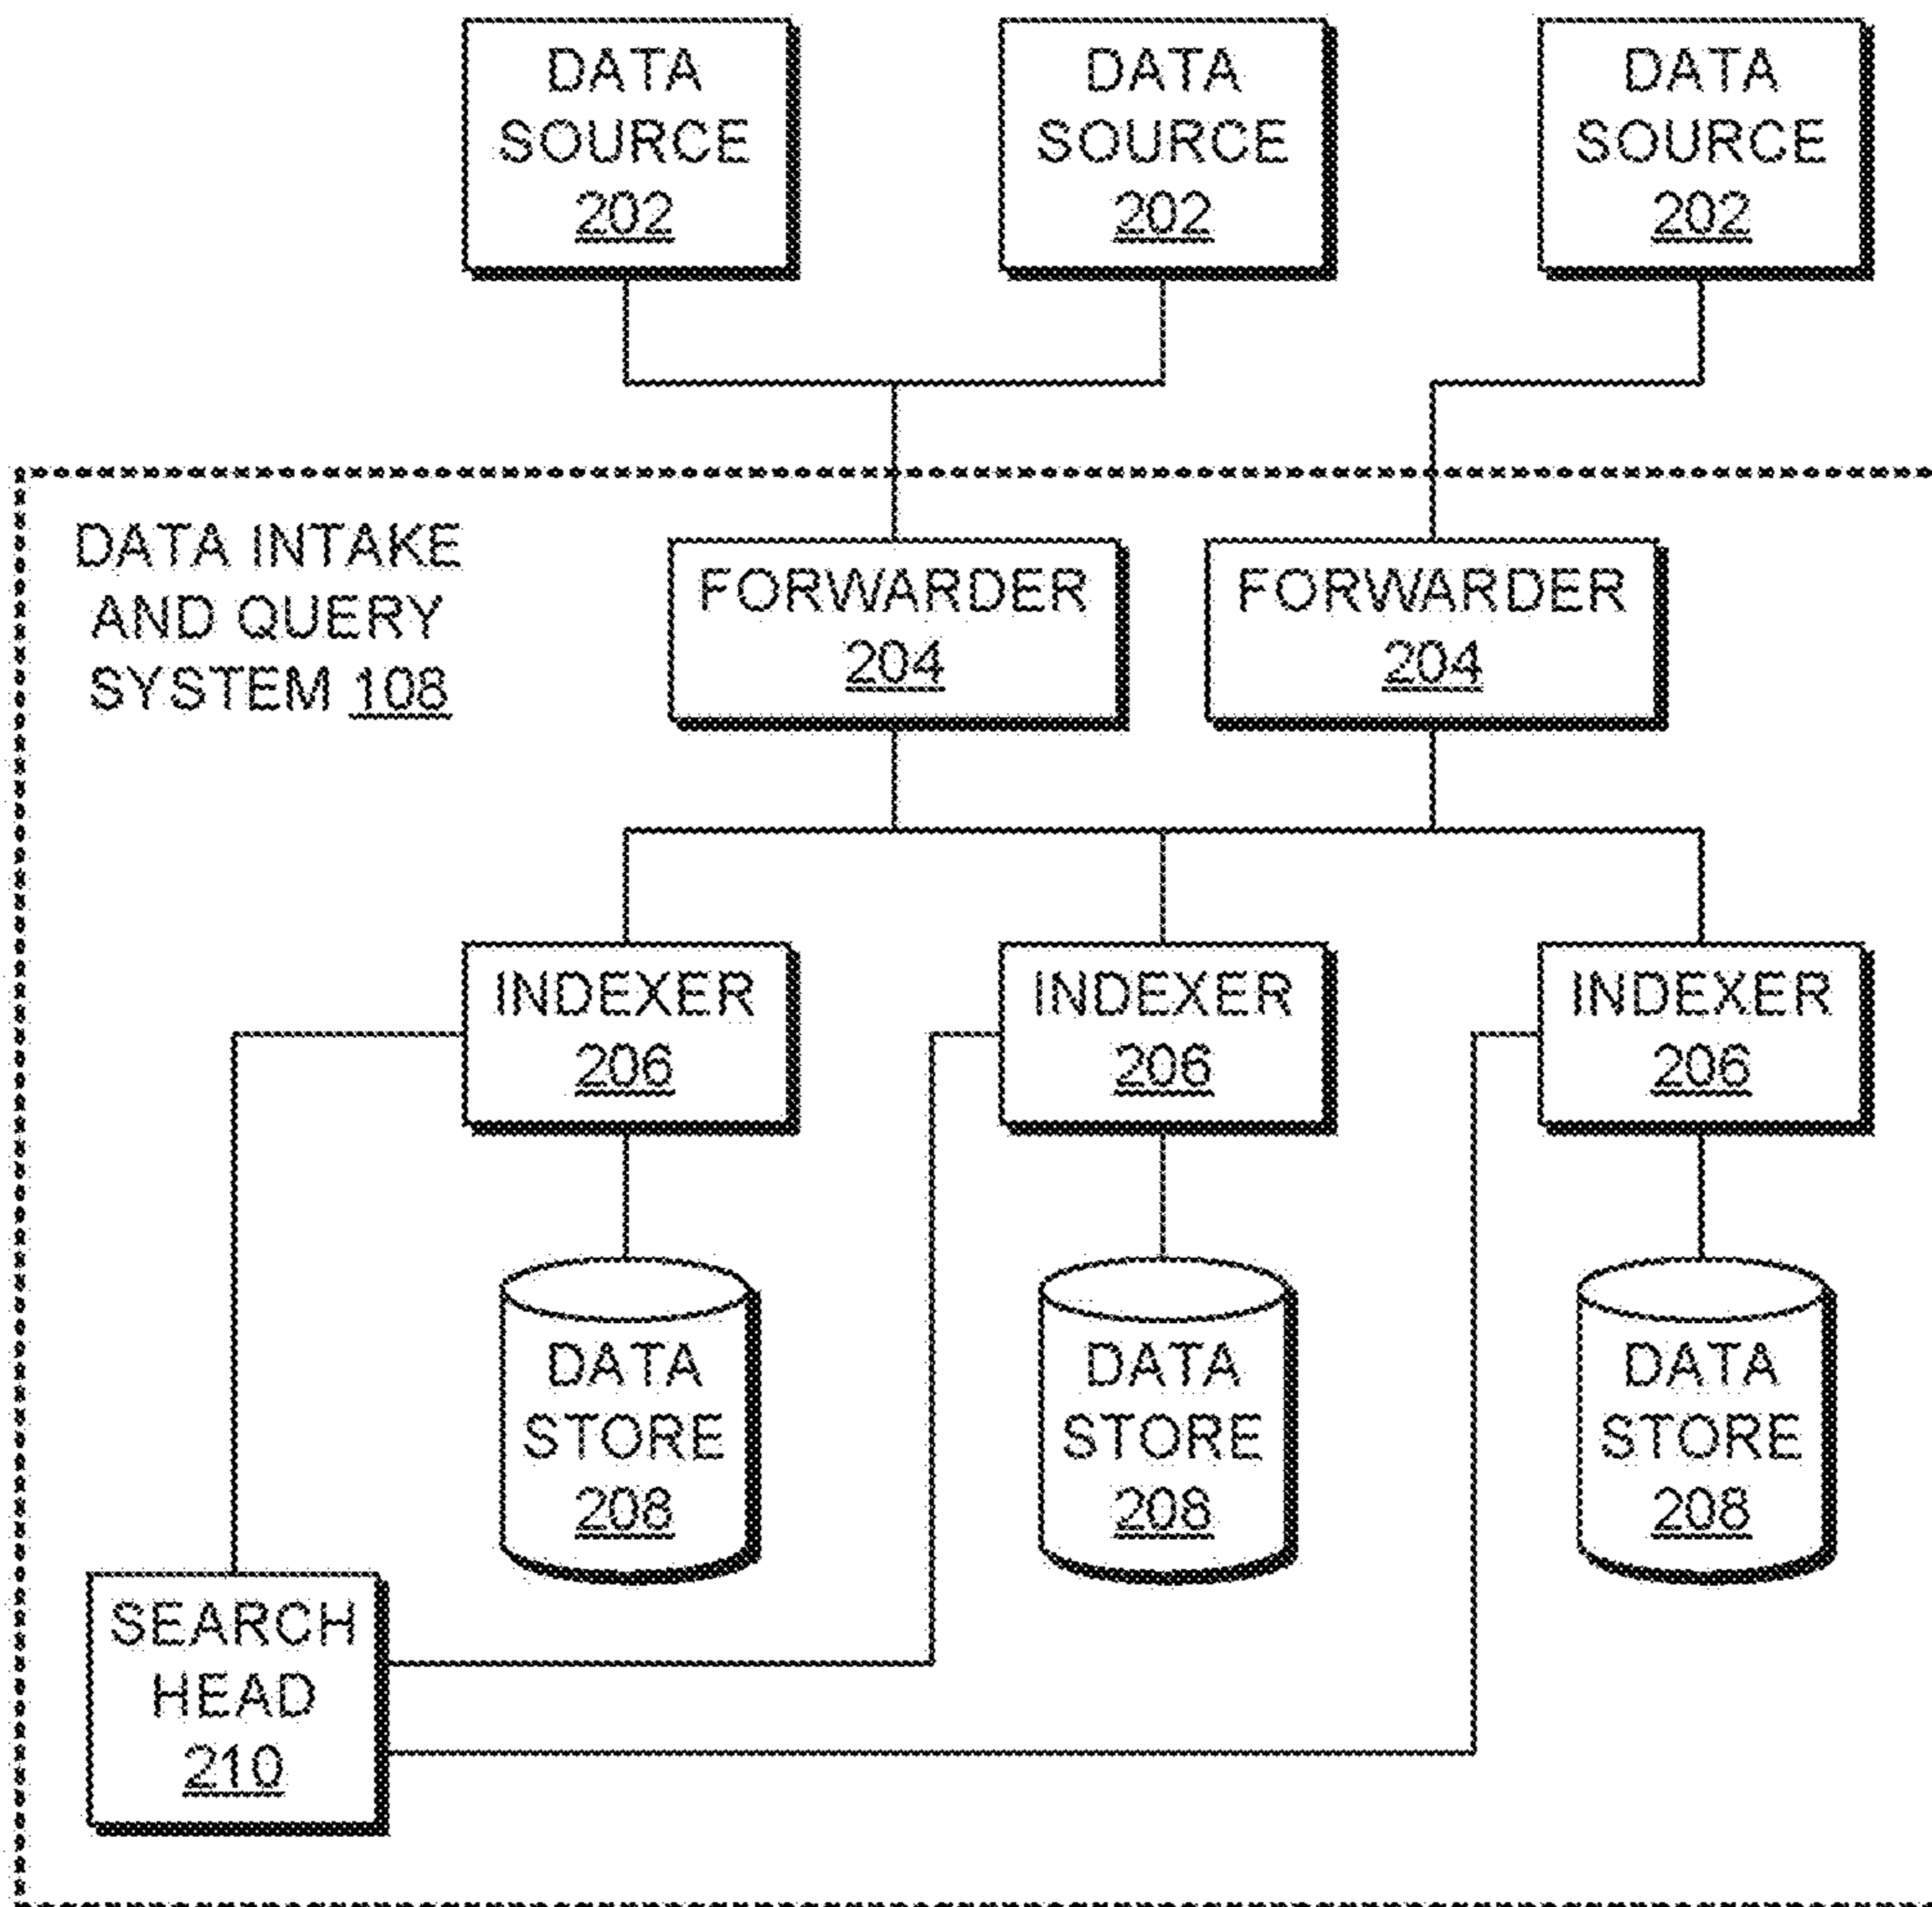 DATA
SOURCE
202
DATA
SOURCE
202
DATA
SOURCE
202
DATA INTAKE
AND QUERY
SYSTEM 108
FORWARDER
204
FORWARDER
204
INDEXER
206
INDEXER
206
INDEXER
206
DATA
STORE
208
DATA
STORE
208
DATA
STORE
208
SEARCH
HEAD
210